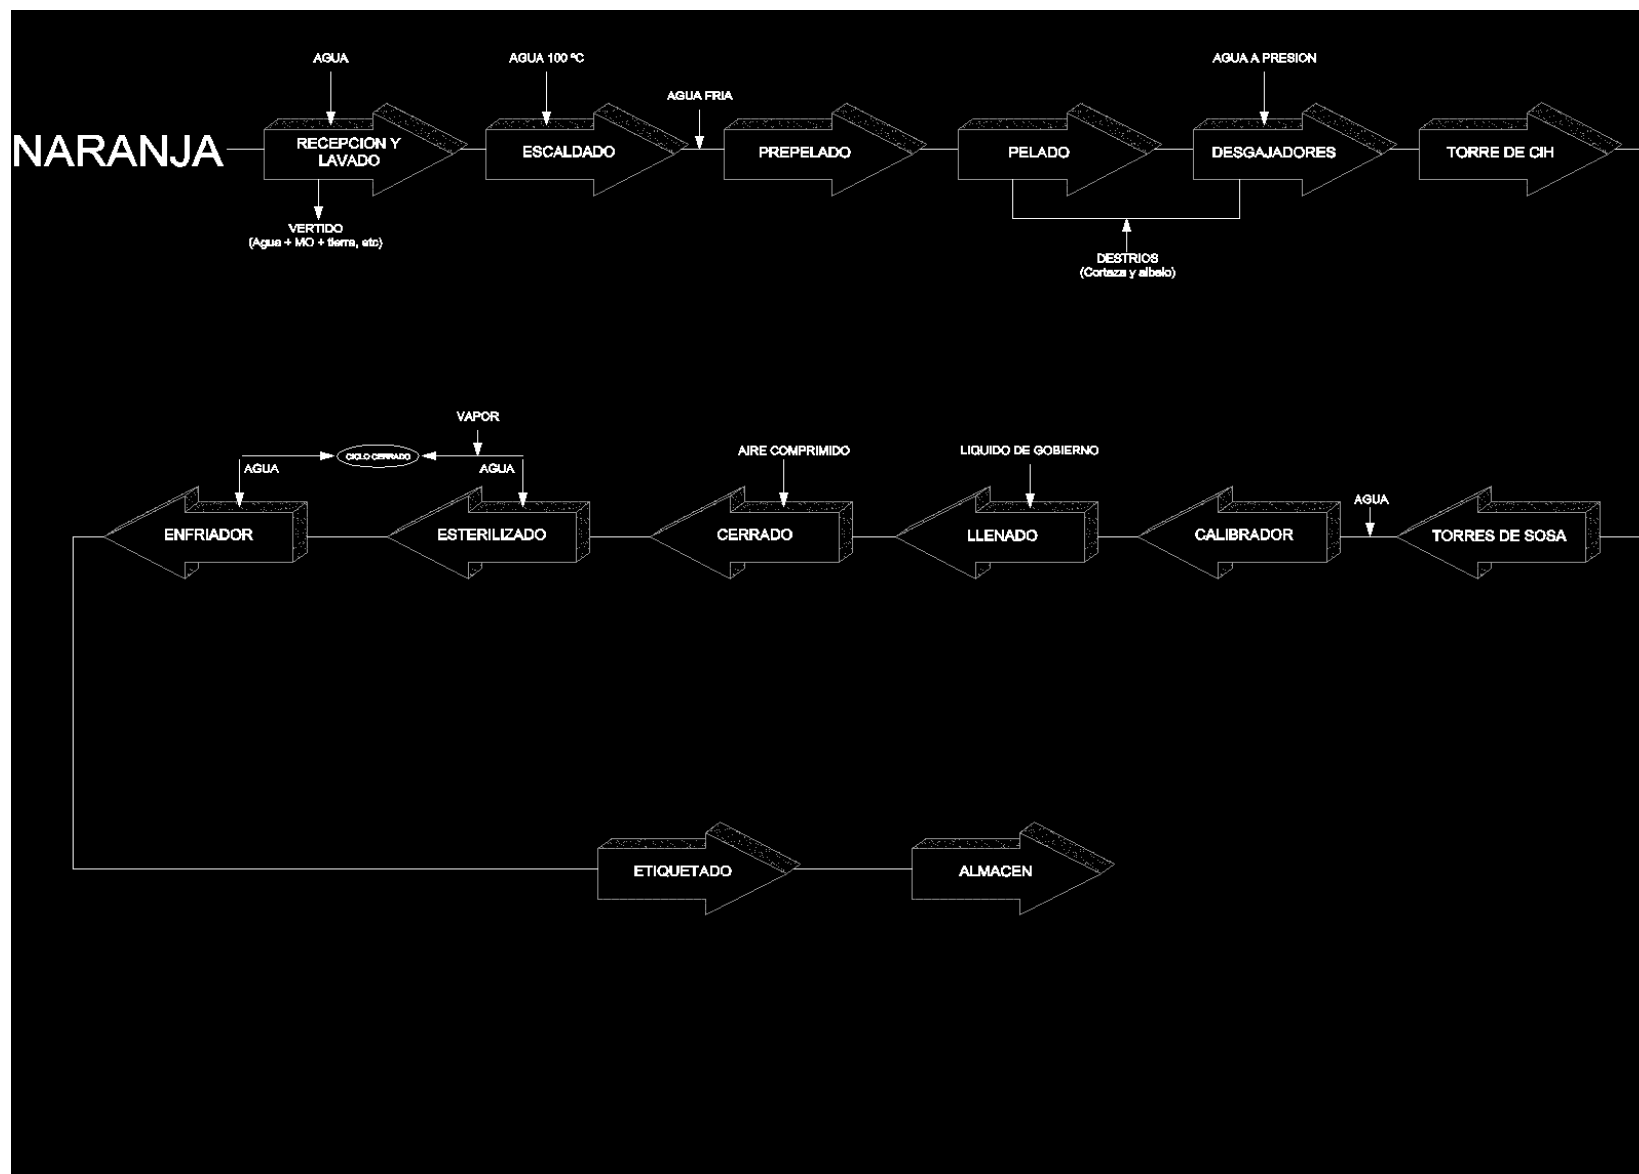 AGUA
AGUA 100 ºC
AGUA FRIA
AGUA A PRESION
NARANJA
RECEPCION Y
LAVADO
ESCALDADO
PREPELADO
PELADO
DESGAJADORES
TORRE DE ClH
VERTIDO
(Agua + MO + tierra, etc)
DESTRIOS
(Corteza y albelo)
VAPOR
CICLO CERRADO
AGUA
AGUA
AIRE COMPRIMIDO
LIQUIDO DE GOBIERNO
AGUA
ENFRIADOR
ESTERILIZADO
CERRADO
LLENADO
CALIBRADOR
TORRES DE SOSA
ETIQUETADO
ALMACEN